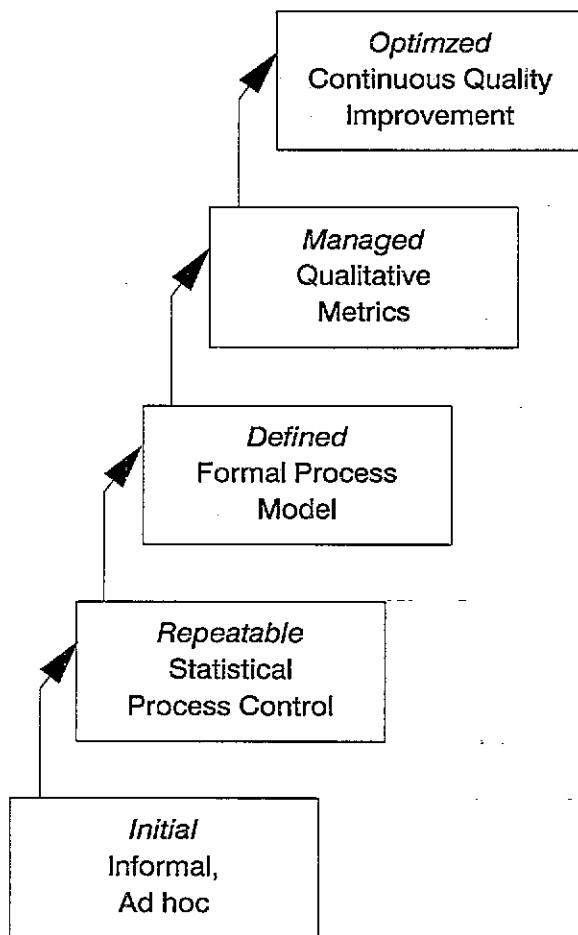 Optimzed
Continuous Quality
Improvement
Managed
Qualitative
Metrics
Defined
Formal Process
Model
Repeatable
Statistical
Process Control
Initial
Informal,
Ad hoc